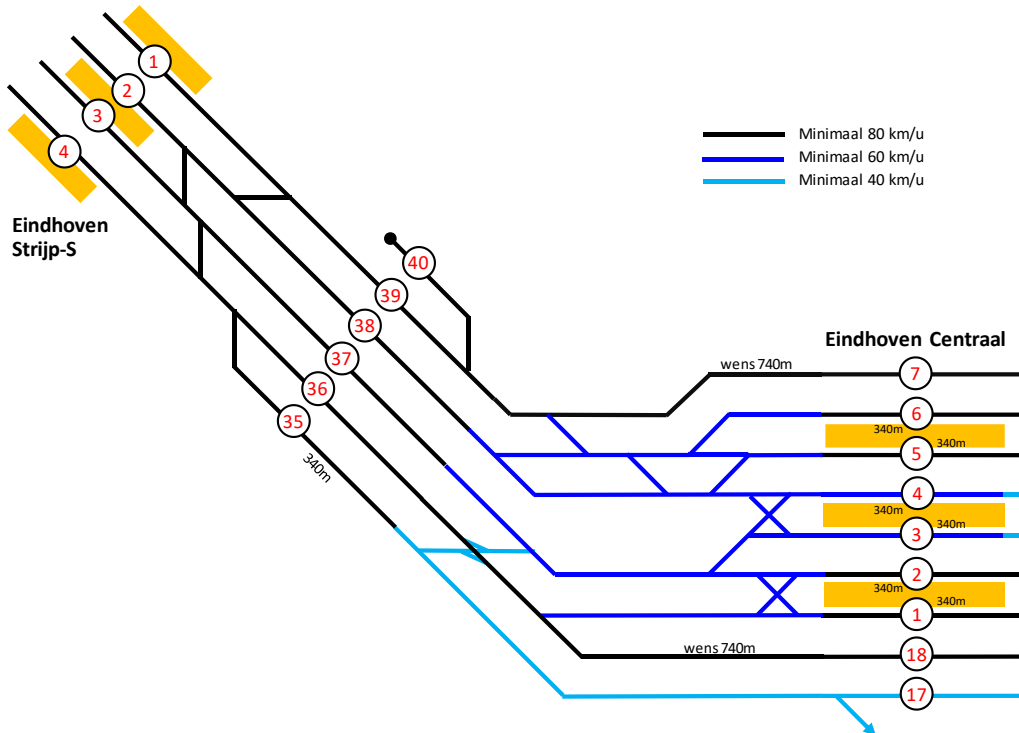 1
2
3
4
Eindhoven
Strijp-S
Minimaal 80 km/u
Minimaal 60 km/u
Minimaal 40 km/u
40
39
38
37
36
35
340m
Eindhoven Centraal
wens 740m
7
6
340m
340m
5
4
340m
340m
3
2
340m
340m
1
wens 740m
18
17